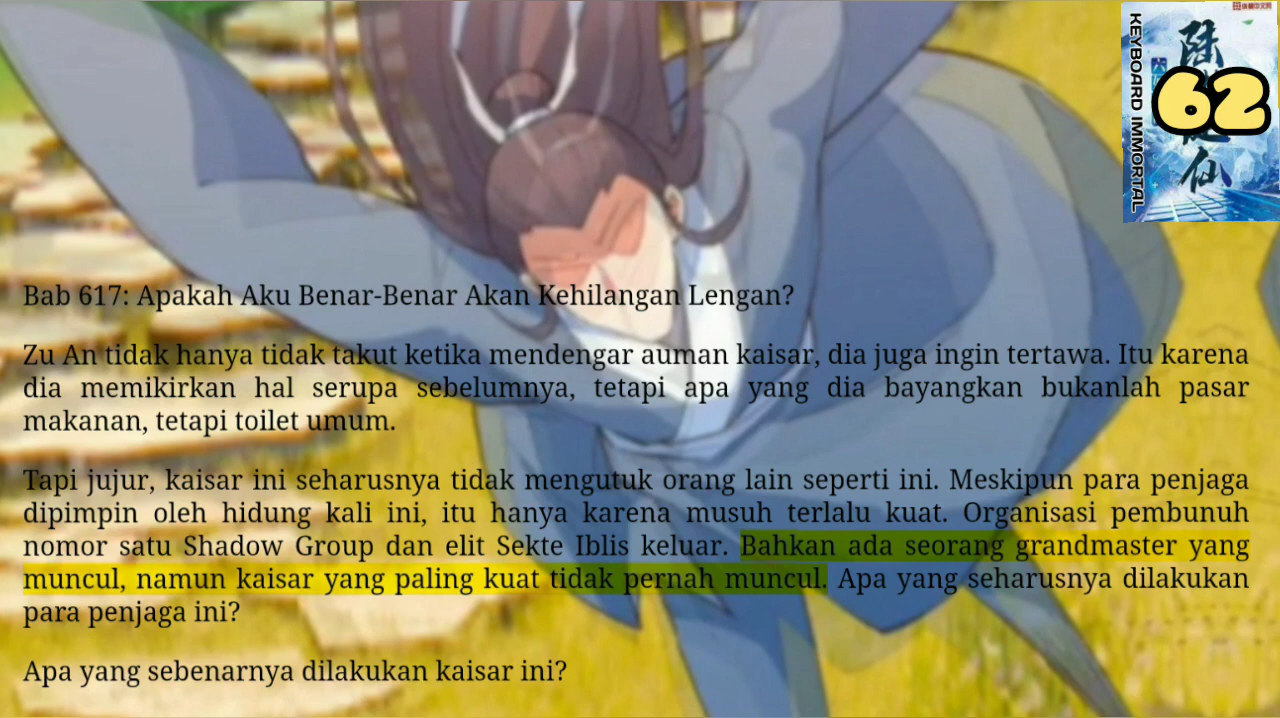 KEYBOARD IMMORTAL
陆
仙
62
Bab 617: Apakah Aku Benar-Benar Akan Kehilangan Lengan?
Zu An tidak hanya tidak takut ketika mendengar auman kaisar, dia juga ingin tertawa. Itu karena
dia memikirkan hal serupa sebelumnya, tetapi apa yang dia bayangkan bukanlah pasar
makanan, tetapi toilet umum.
Tapi jujur, kaisar ini seharusnya tidak mengutuk orang lain seperti ini. Meskipun para penjaga
dipimpin oleh hidung kali ini, itu hanya karena musuh terlalu kuat. Organisasi pembunuh
nomor satu Shadow Group dan elit Sekte Iblis keluar. Bahkan ada seorang grandmaster yang
muncul, namun kaisar yang paling kuat tidak pernah muncul. Apa yang seharusnya dilakukan
para penjaga ini?
Apa yang sebenarnya dilakukan kaisar ini?